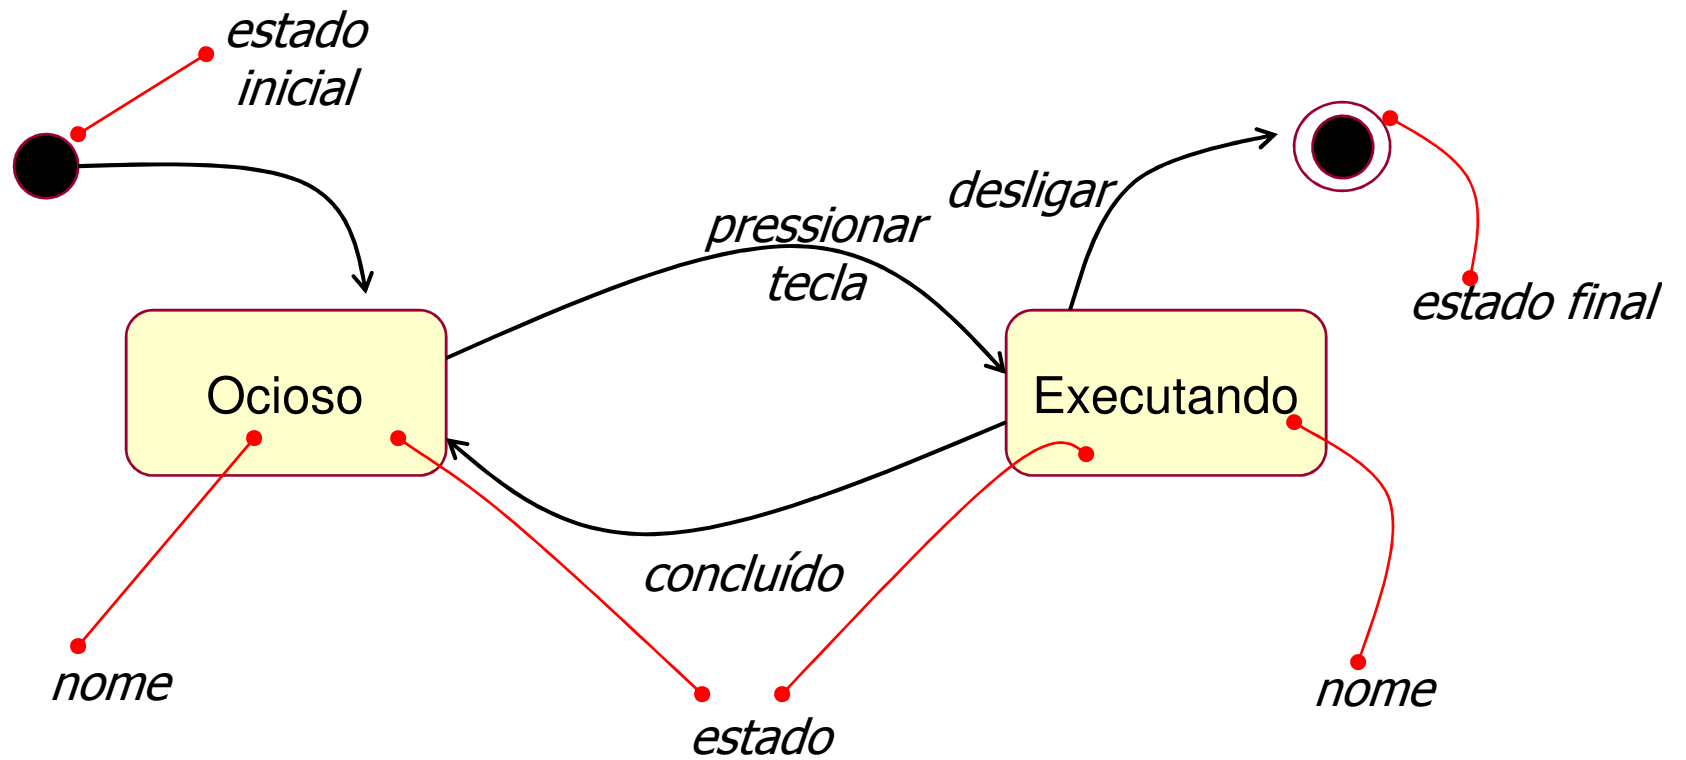 estado
inicial
desligar
pressionar
tecla
estado final
Ocioso
Executando
concluído
nome
nome
estado